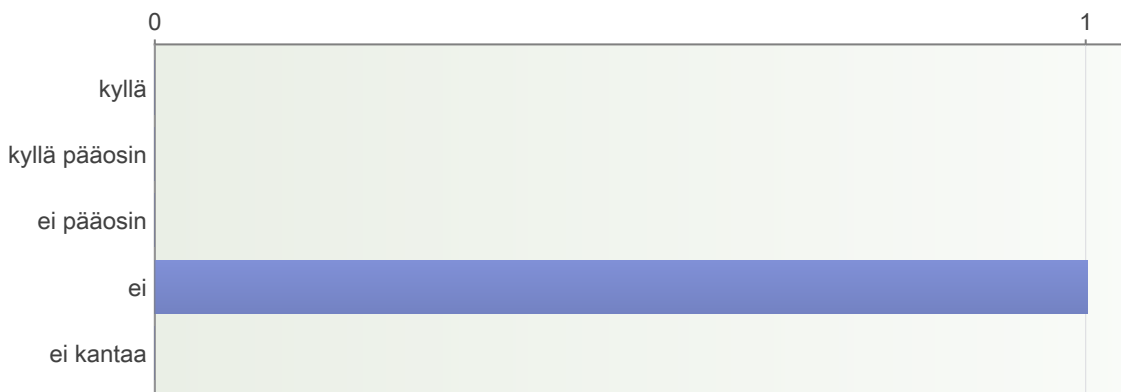 0 1
kyllä
kyllä pääosin
ei pääosin
ei
ei kantaa